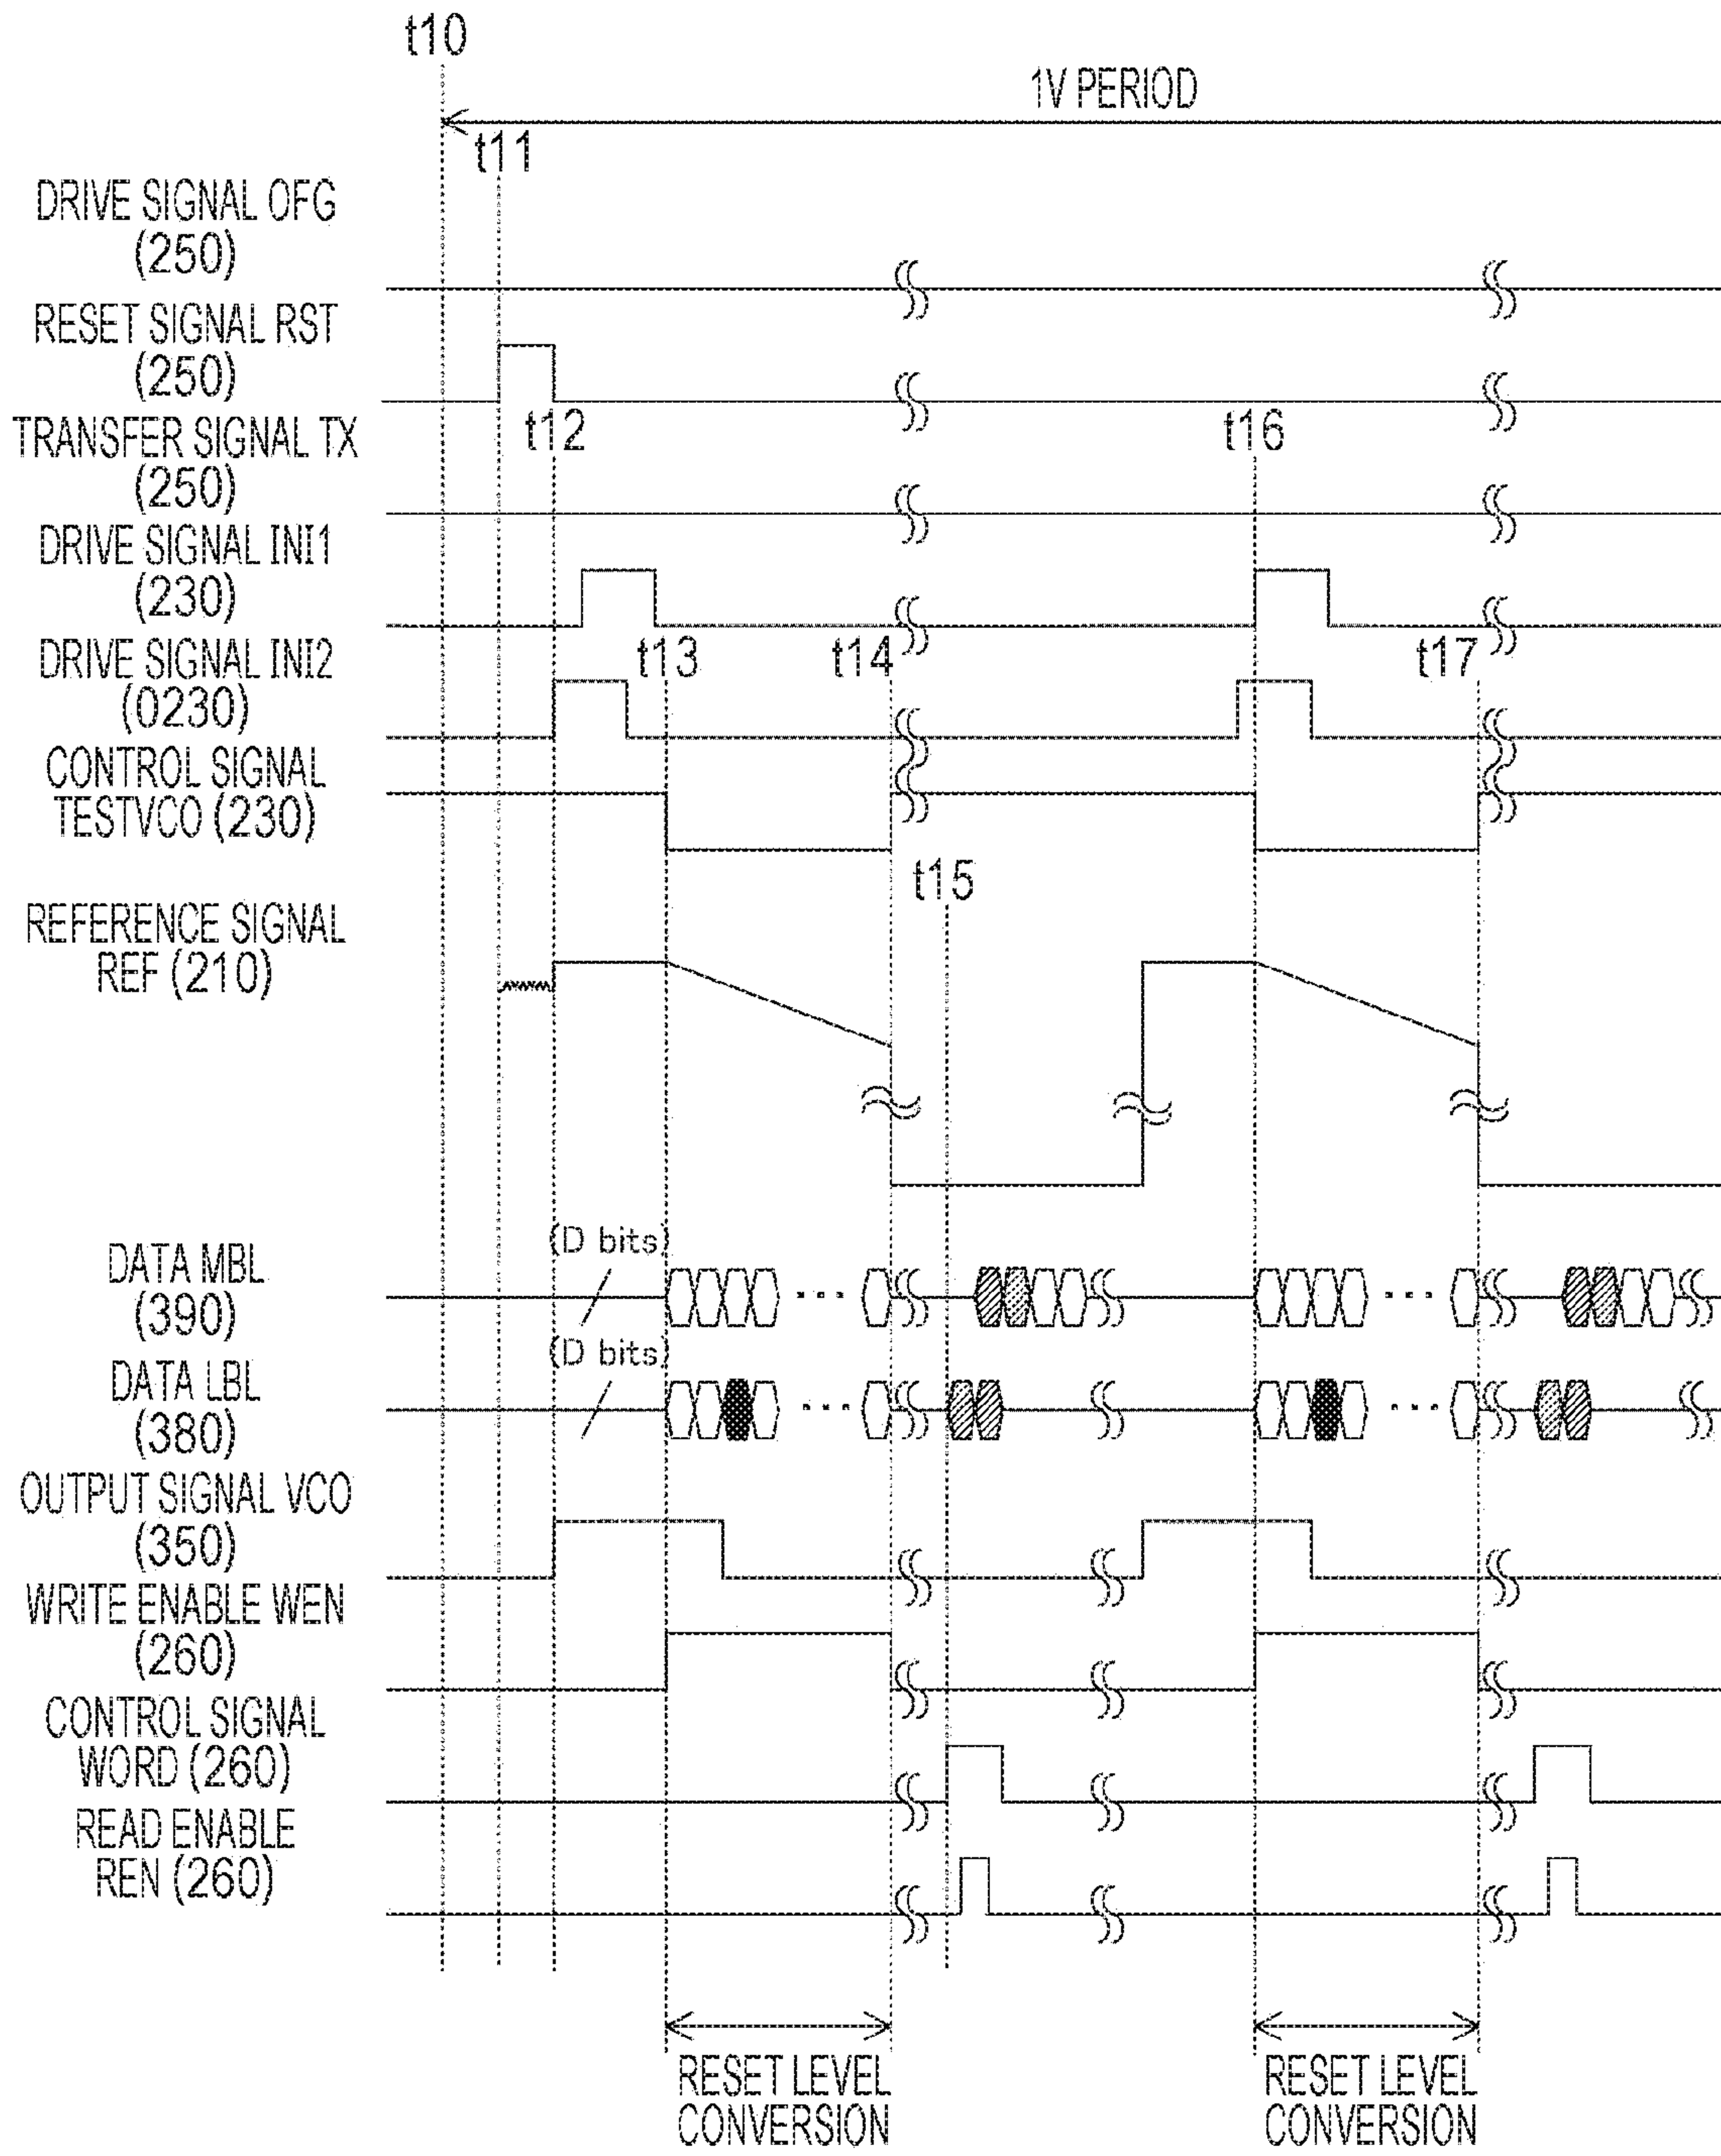 t10
1V PERIOD
t11
DRIVE SIGNAL OFG
(250)
RESET SIGNAL RST
(250)
t12
t16
TRANSFER SIGNAL TX
(250)
DRIVE SIGNAL INI1
(230)
t13
t14
t17
DRIVE SIGNAL INI2
(0230)
CONTROL SIGNAL
TESTVCO (230)
t15
REFERENCE SIGNAL
REF (210)
(D bits)
DATA MBL
(390)
(D bits)
DATA LBL
(380)
OUTPUT SIGNAL VCO
(350)
WRITE ENABLE WEN
(260)
CONTROL SIGNAL
WORD (260)
READ ENABLE
REN (260)
RESET LEVEL
CONVERSION
RESET LEVEL
CONVERSION